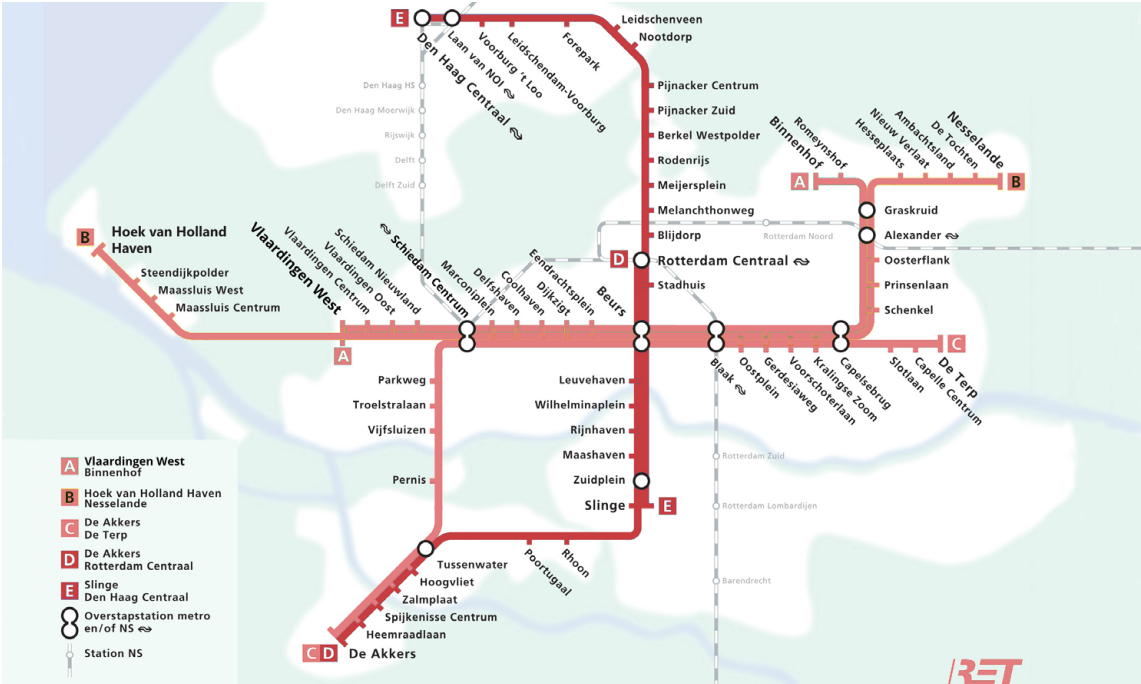 E
Den Haag Centraal
Laan van NOI
Voorburg 't Loo
Leidschendam-Voorburg
Forepark
Leidschenveen
Nootdorp
Den Haag HS
Den Haag Moerwijk
Rijswijk
Delft
Delft Zuid
Pijnacker Centrum
Pijnacker Zuid
Berkel Westpolder
Rodenrijs
Meijersplein
Melanchthonweg
Blijdorp
D
Rotterdam Centraal
Stadhuis
Rotterdam Noord
A
Binnenhof
Romeynshof
Hesseplaats
Nieuw Verlaat
Ambachtsland
De Tochten
Nesselande
B
Graskruid
Alexander
Oosterflank
Prinsenlaan
Schenkel
B
Hoek van Holland
Haven
Steendijkpolder
Maassluis West
Maassluis Centrum
Vlaardingen West
Vlaardingen Centrum
Vlaardingen Oost
Schiedam Nieuwland
Schiedam Centrum
Marconiplein
Delfshaven
Coolhaven
Dijkzigt
Eendrachtsplein
Beurs
A
Blaak
Oostplein
Gerdesiaweg
Voorschoterlaan
Kralingse Zoom
Capelsebrug
Slotlaan
Capelle Centrum
De Terp
C
Parkweg
Troelstralaan
Vijfsluizen
Pernis
Leuvehaven
Wilhelminaplein
Rijnhaven
Maashaven
Zuidplein
Slinge
E
Rotterdam Zuid
Rotterdam Lombardijen
Barendrecht
Tussenwater
Hoogvliet
Zalmplaat
Spijkenisse Centrum
Heemraadlaan
De Akkers
C D
Poortugaal
Rhoon
A Vlaardingen West
Binnenhof
B Hoek van Holland Haven
Nesselande
C De Akkers
De Terp
D De Akkers
Rotterdam Centraal
E Slinge
Den Haag Centraal
Overstapstation metro
en/of NS
Station NS
RET